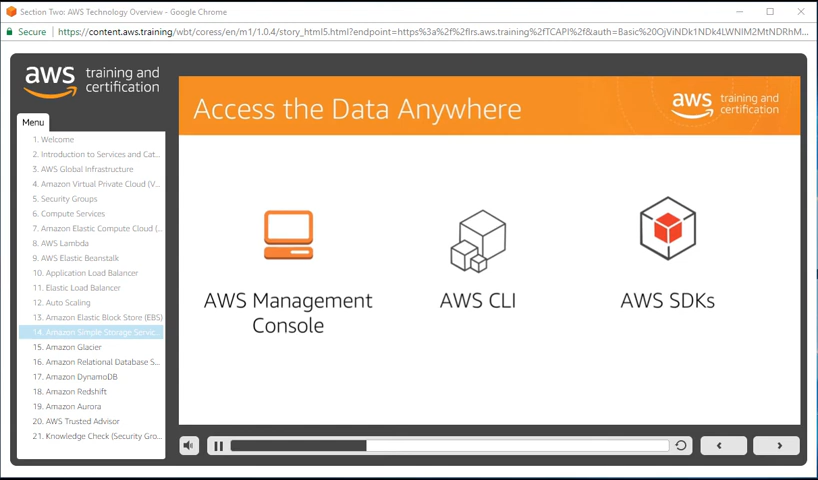 Section Two: AWS Technology Overview - Google Chrome
Secure
https://content.aws.training/wbt/coress/en/m1/1.0.4/story_html5.html?endpoint=https%3a%2f%2flrs.aws.training%2fTCAPI%2f&auth=Basic%20OjViNDk1NDk4LWNlM2MtNDRhM...
aws training and certification
Menu
1. Welcome
2. Introduction to Services and Cat...
3. AWS Global Infrastructure
4. Amazon Virtual Private Cloud (V...
5. Security Groups
6. Compute Services
7. Amazon Elastic Compute Cloud (...
8. AWS Lambda
9. AWS Elastic Beanstalk
10. Application Load Balancer
11. Elastic Load Balancer
12. Auto Scaling
13. Amazon Elastic Block Store (EBS)
14. Amazon Simple Storage Servic...
15. Amazon Glacier
16. Amazon Relational Database S...
17. Amazon DynamoDB
18. Amazon Redshift
19. Amazon Aurora
20. AWS Trusted Advisor
21. Knowledge Check (Security Gro...
Access the Data Anywhere
aws training and certification
AWS Management
Console
AWS CLI
AWS SDKs